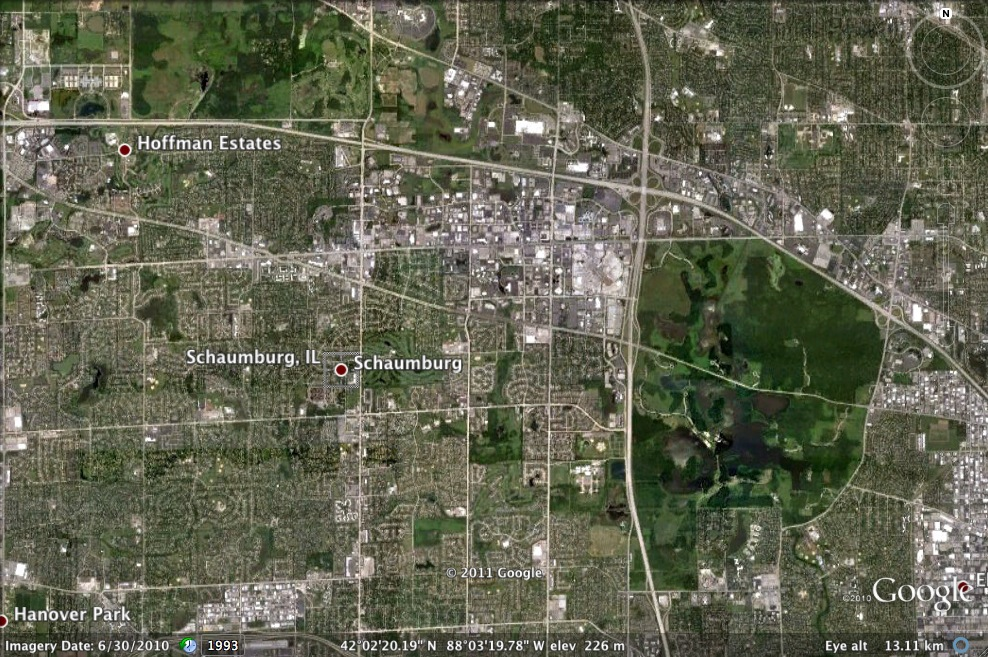 N
Hoffman Estates
Schaumburg, IL
Schaumburg
© 2011 Google
©2010 Google
E
Hanover Park
Imagery Date: 6/30/2010 1993 42°02'20.19" N 88°03'19.78" W elev 226 m Eye alt 13.11 km